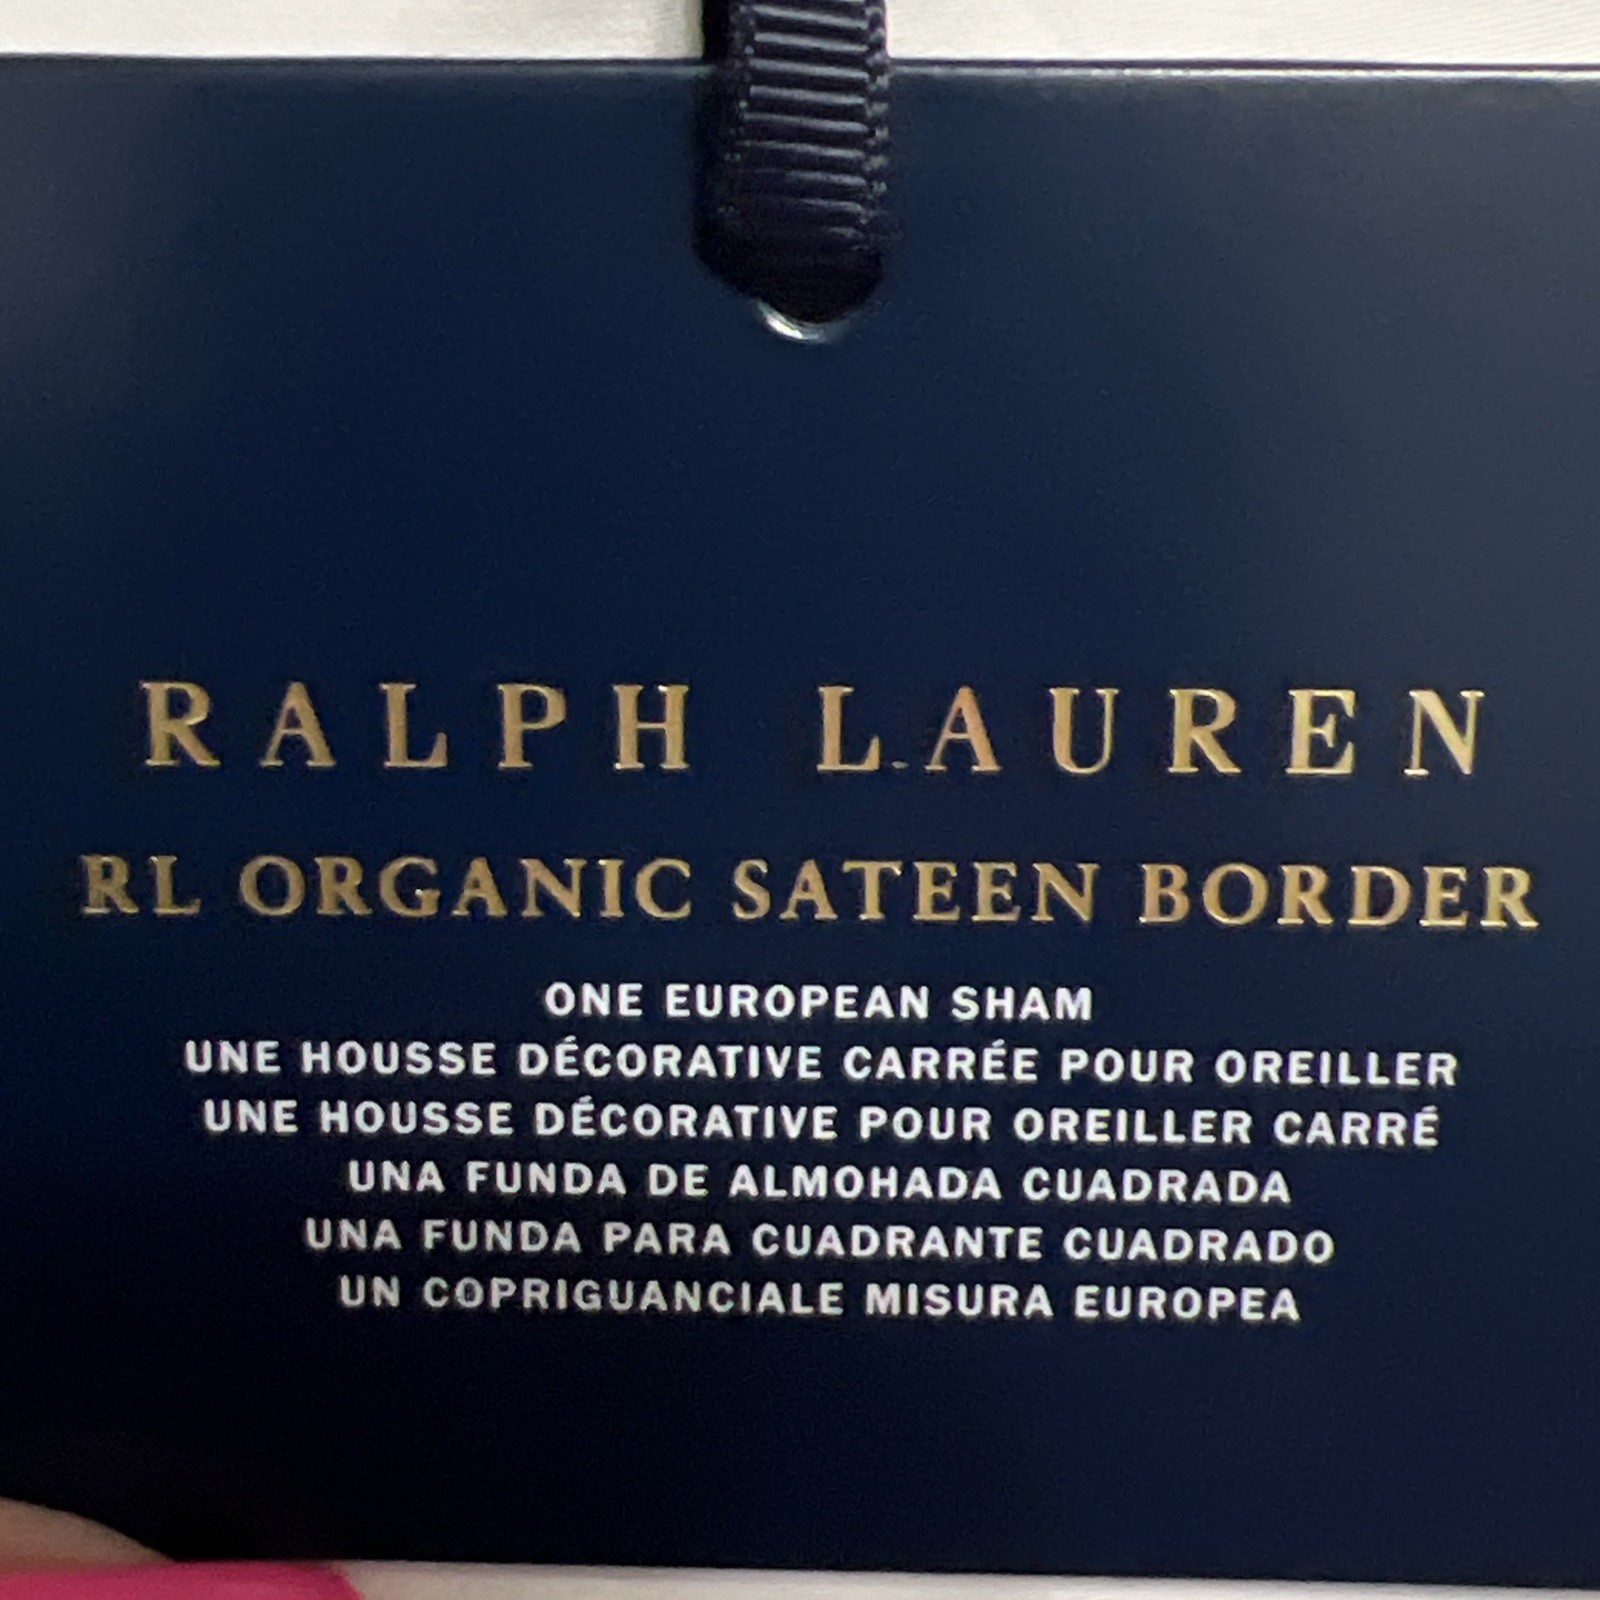 RALPH LAUREN
RL ORGANIC SATEEN BORDER
ONE EUROPEAN SHAM
UNE HOUSSE DÉCORATIVE CARRÉE POUR OREILLER
UNE HOUSSE DÉCORATIVE POUR OREILLER CARRÉ
UNA FUNDA DE ALMOHADA CUADRADA
UNA FUNDA PARA CUADRANTE CUADRADO
UN COPRIGUANCIALE MISURA EUROPEA